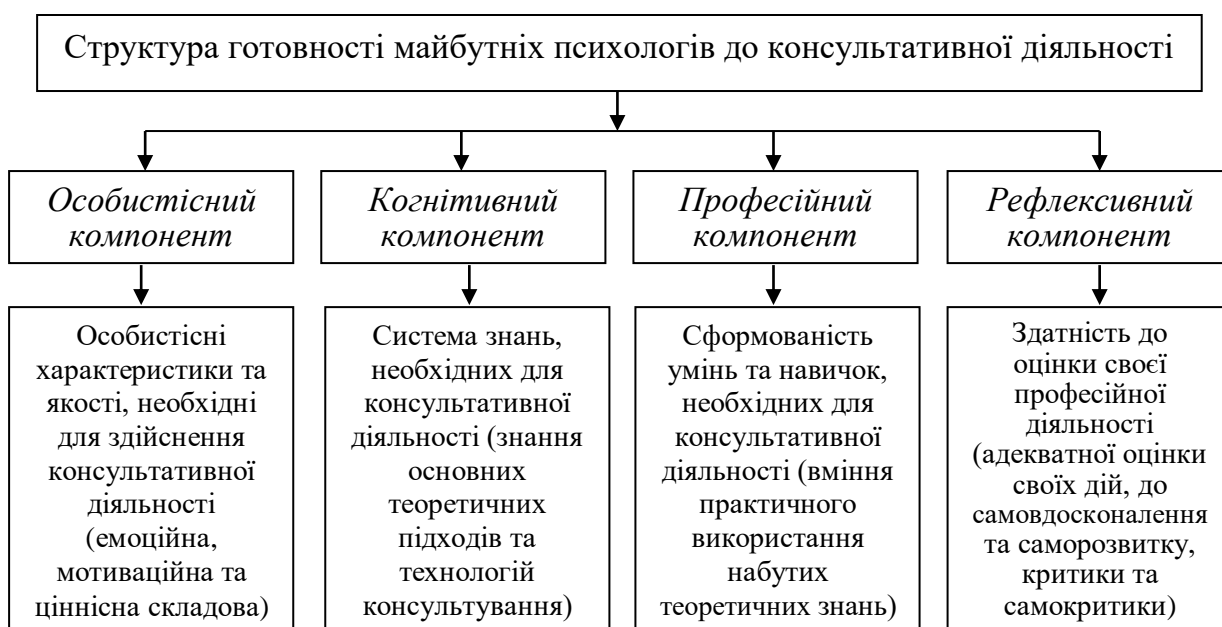 Структура готовності майбутніх психологів до консультативної діяльності
Особистісний
компонент
Когнітивний
компонент
Професійний
компонент
Рефлексивний
компонент
Особистісні
характеристики та
якості, необхідні
для здійснення
консультативної
діяльності
(емоційна,
мотиваційна та
ціннісна складова)
Система знань,
необхідних для
консультативної
діяльності (знання
основних
теоретичних
підходів та
технологій
консультування)
Сформованість
умінь та навичок,
необхідних для
консультативної
діяльності (вміння
практичного
використання
набутих
теоретичних знань)
Здатність до
оцінки своєї
професійної
діяльності
(адекватної оцінки
своїх дій, до
самовдосконалення
та саморозвитку,
критики та
самокритики)